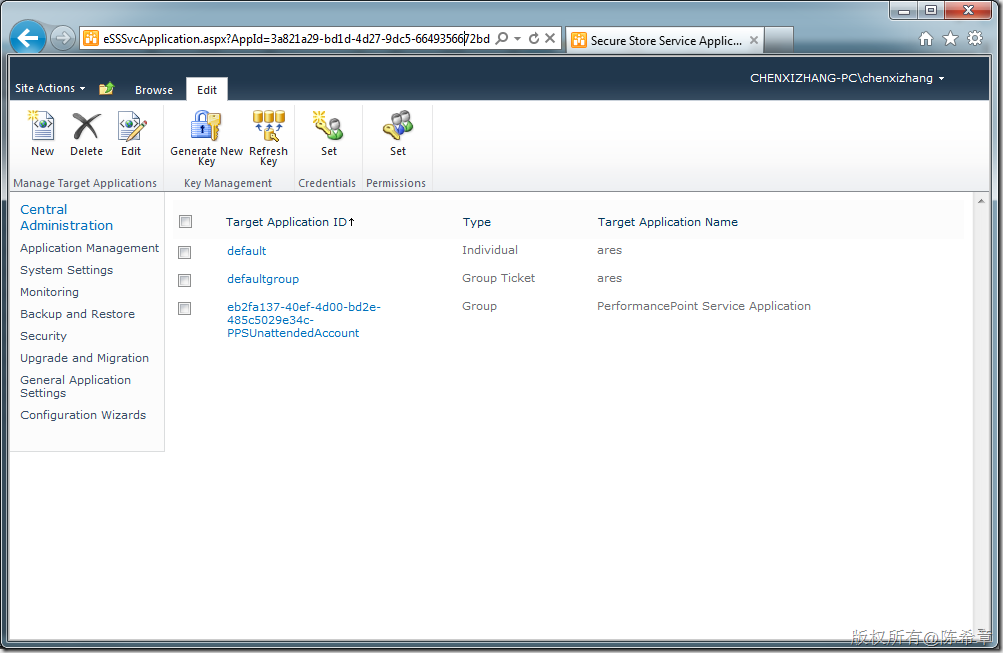 eSSSvcApplication.aspx?AppId=3a821a29-bd1d-4d27-9dc5-6649356672bd
Secure Store Service Applic...
Site Actions
Browse
Edit
CHENXIZHANG-PC\chenxizhang
New
Delete
Edit
Generate New
Key
Refresh
Key
Set
Set
Manage Target Applications
Key Management
Credentials
Permissions
Central
Administration
Application Management
System Settings
Monitoring
Backup and Restore
Security
Upgrade and Migration
General Application
Settings
Configuration Wizards
Target Application ID↑ Type Target Application Name
default Individual ares
defaultgroup Group Ticket ares
eb2fa137-40ef-4d00-bd2e- Group PerformancePoint Service Application
485c5029e34c-
PPSUnattendedAccount
版权所有@陈希章